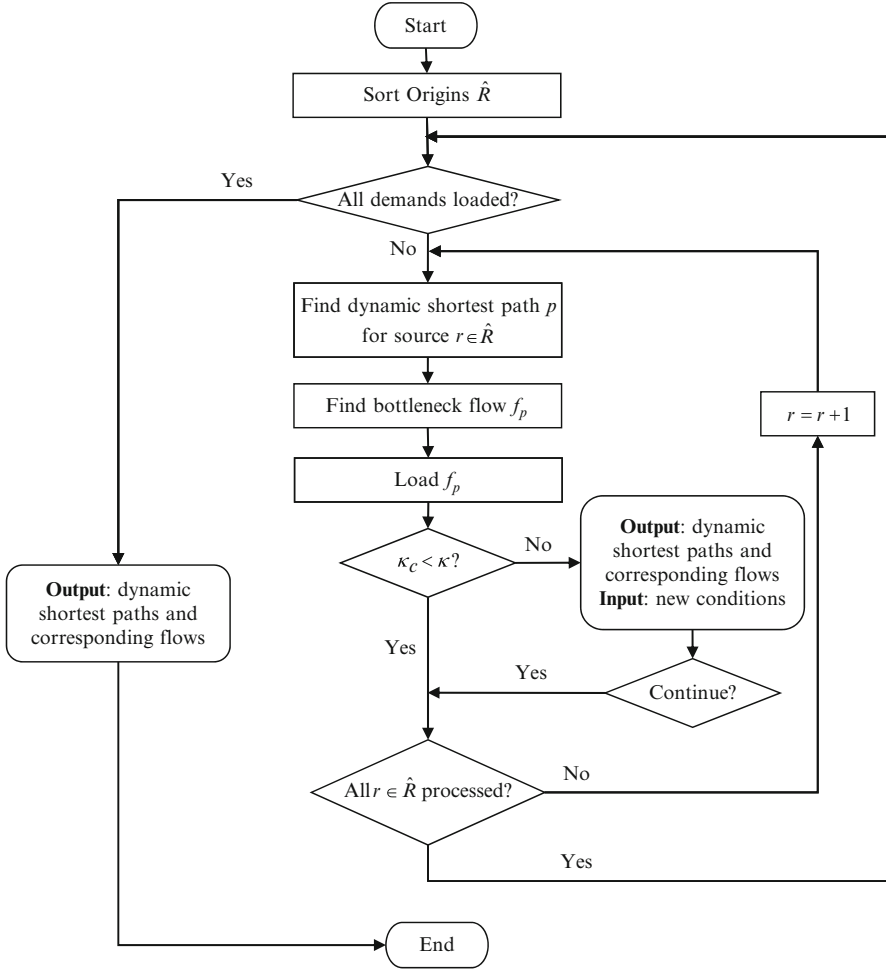 Start
Sort Origins R̂
All demands loaded?
Yes
No
Find dynamic shortest path p
for source r ∈ R̂
Find bottleneck flow f_p
r = r + 1
Load f_p
κ_C < κ?
No
Output: dynamic
shortest paths and
corresponding flows
Input: new conditions
Output: dynamic
shortest paths and
corresponding flows
Yes
Yes
Continue?
All r ∈ R̂ processed?
No
Yes
End